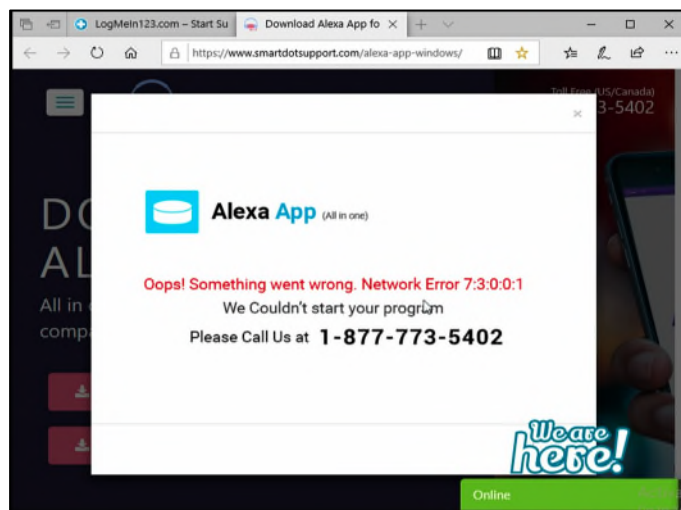 LogMeIn123.com – Start Su
Download Alexa App fo
https://www.smartdotsupport.com/alexa-app-windows/
Toll Free (US/Canada)
3-5402
Alexa App (All in one)
DO
AL
Oops! Something went wrong. Network Error 7:3:0:0:1
All in
We Couldn't start your program
comp
Please Call Us at 1-877-773-5402
We are
here!
Online